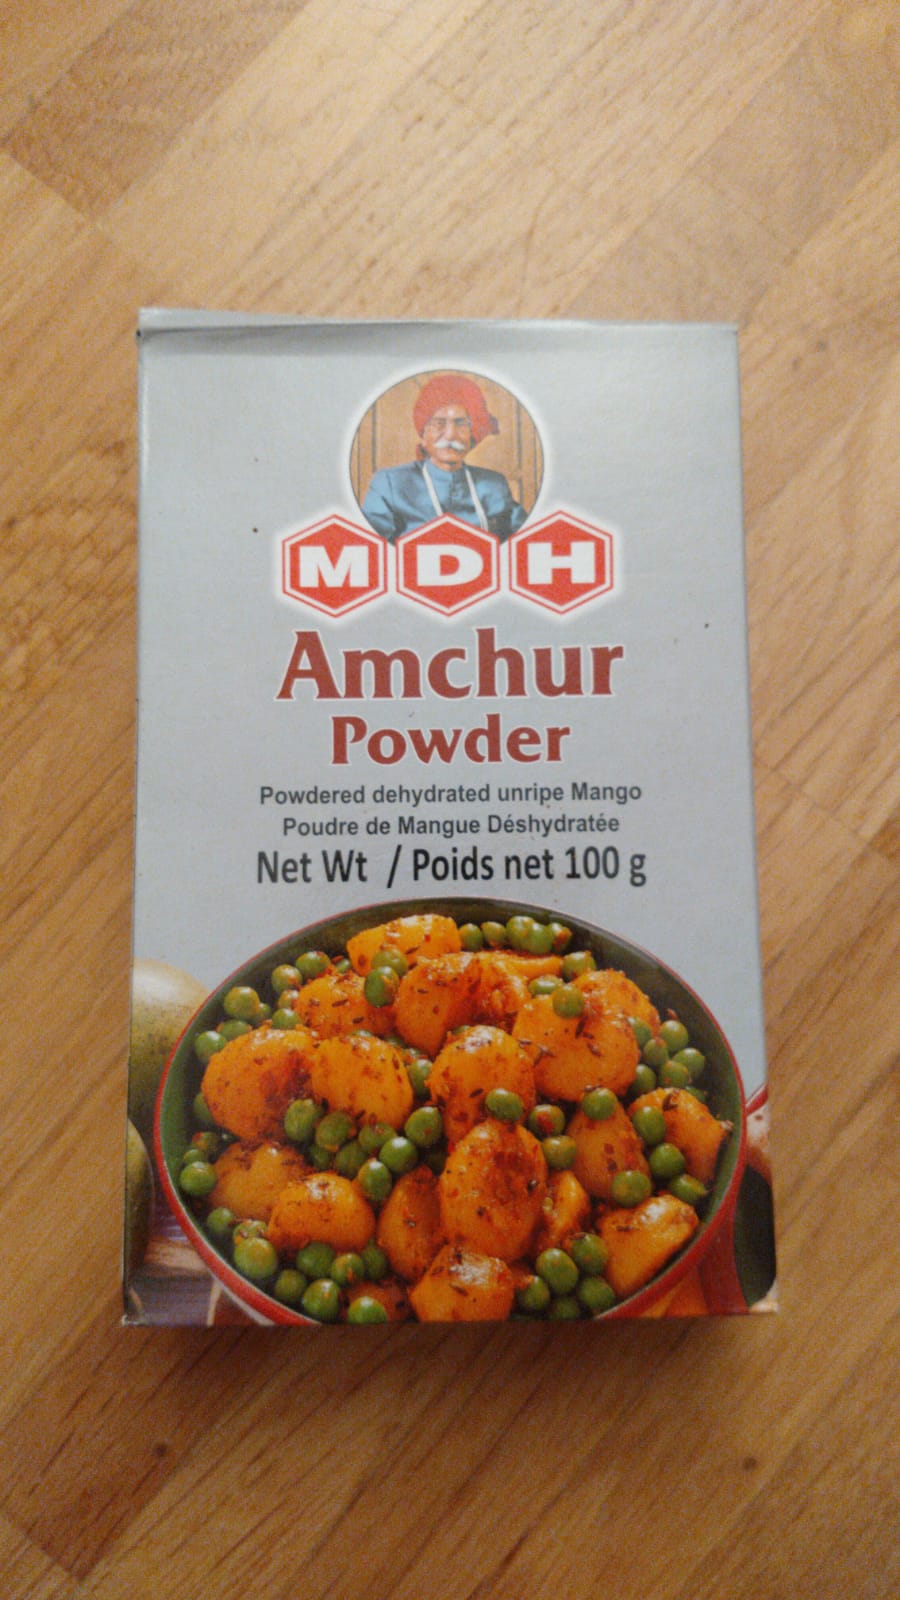 MDH
Amchur
Powder
Powdered dehydrated unripe Mango
Poudre de Mangue Déshydratée
Net Wt / Poids net 100 g